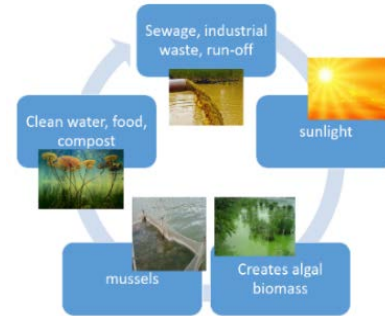 Sewage, industrial
waste, run-off
sunlight
Creates algal
biomass
mussels
Clean water, food,
compost